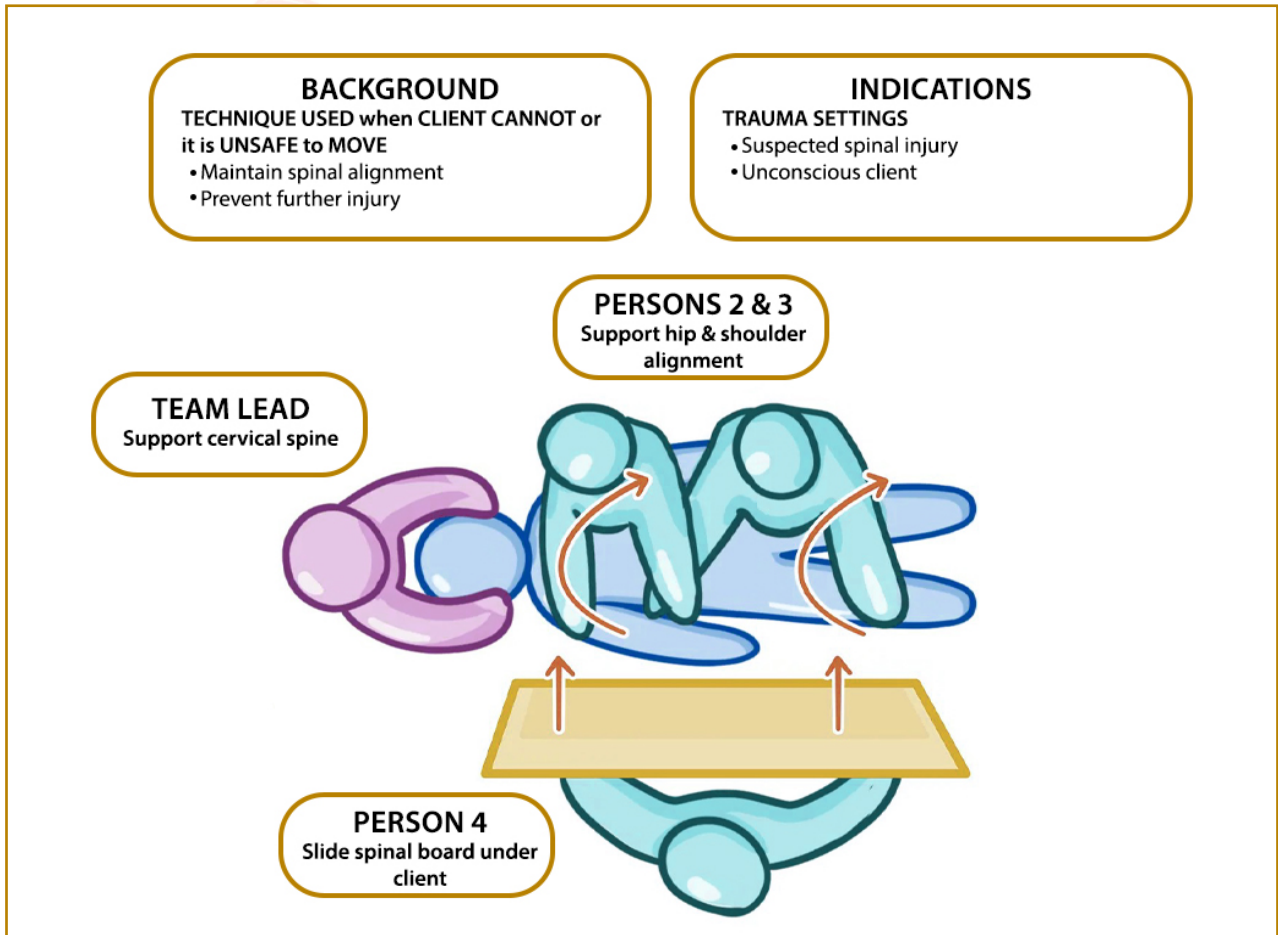 BACKGROUND
TECHNIQUE USED when CLIENT CANNOT or
it is UNSAFE to MOVE
• Maintain spinal alignment
• Prevent further injury
INDICATIONS
TRAUMA SETTINGS
• Suspected spinal injury
• Unconscious client
PERSONS 2 & 3
Support hip & shoulder
alignment
TEAM LEAD
Support cervical spine
PERSON 4
Slide spinal board under
client